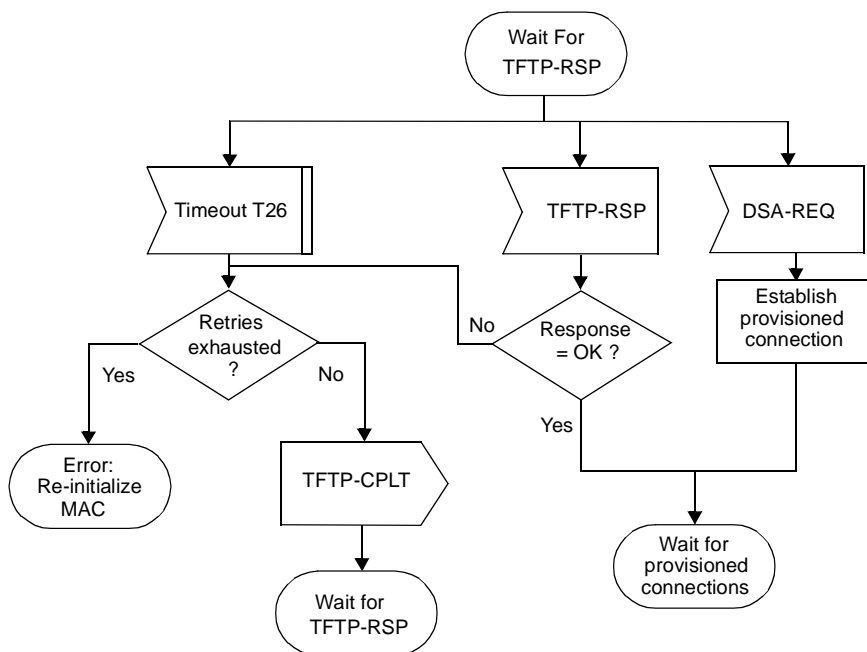 Wait For
TFTP-RSP
Timeout T26
TFTP-RSP
DSA-REQ
Retries
exhausted
?
Yes
No
No
Response
= OK ?
Yes
Establish
provisioned
connection
Error:
Re-initialize
MAC
TFTP-CPLT
Wait for
TFTP-RSP
Wait for
provisioned
connections